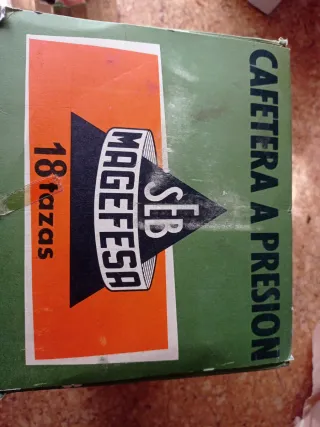 CAFETERA A PRESION
SEB
MAGEFESA
18 tazas